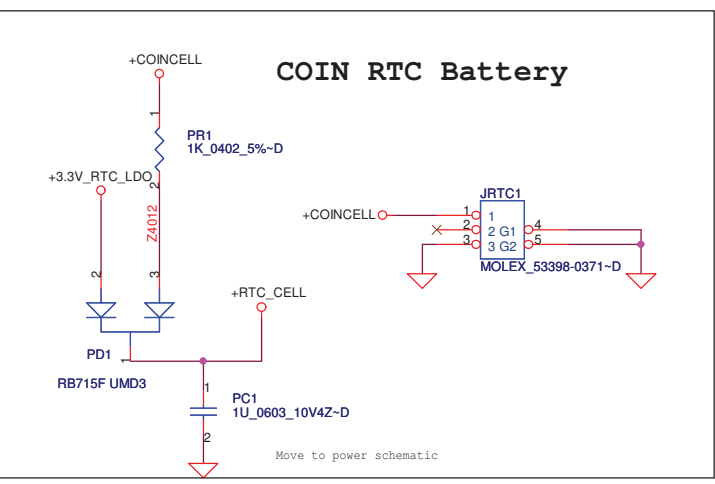 +COINCELL
COIN RTC Battery
1
PR1
1K_0402_5%~D
+3.3V_RTC_LDO
2
Z4012
JRTC1
+COINCELL
1
1
2
2 G1
4
3
3 G2
5
MOLEX_53398-0371~D
2
3
+RTC_CELL
PD1
1
RB715F UMD3
1
PC1
1U_0603_10V4Z~D
2
Move to power schematic